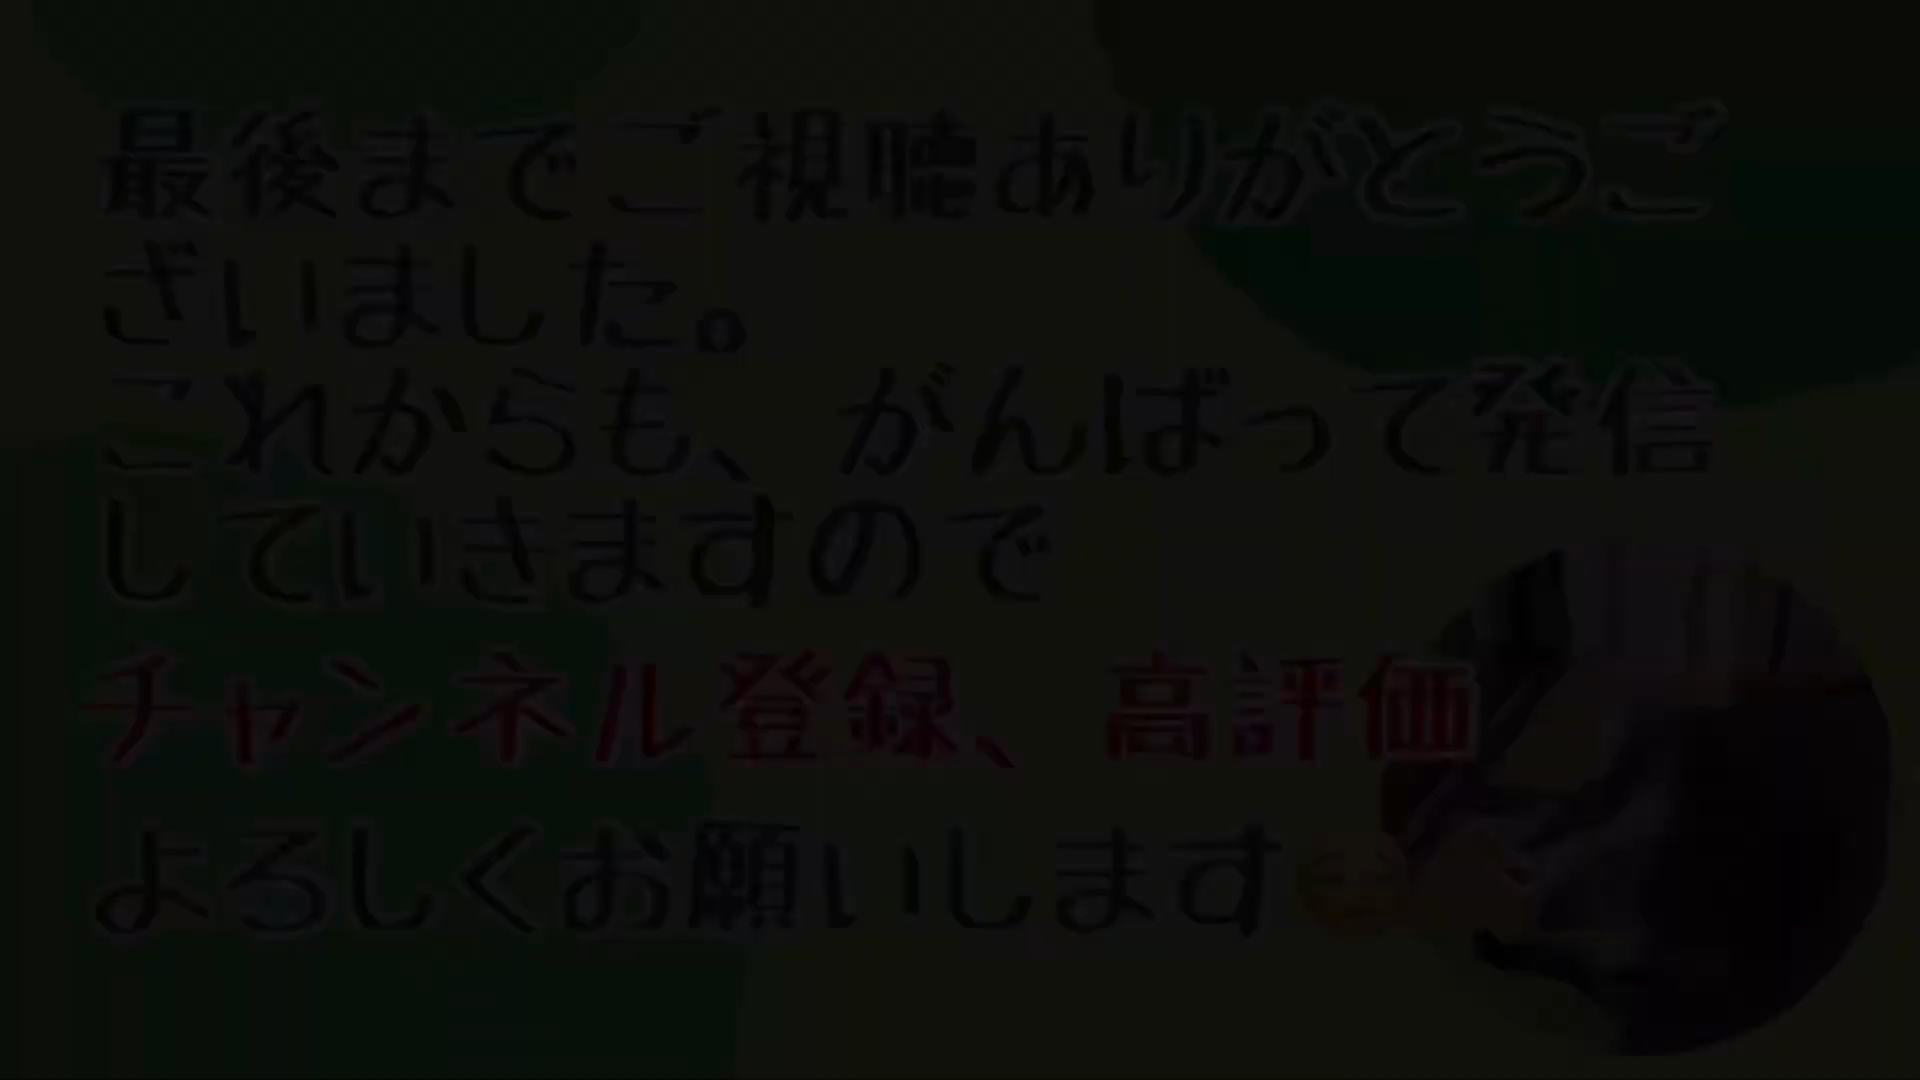 最後までご視聴ありがとうご
ざいました。
これからも、がんばって発信
していきますので
チャンネル登録、高評価
よろしくお願いします